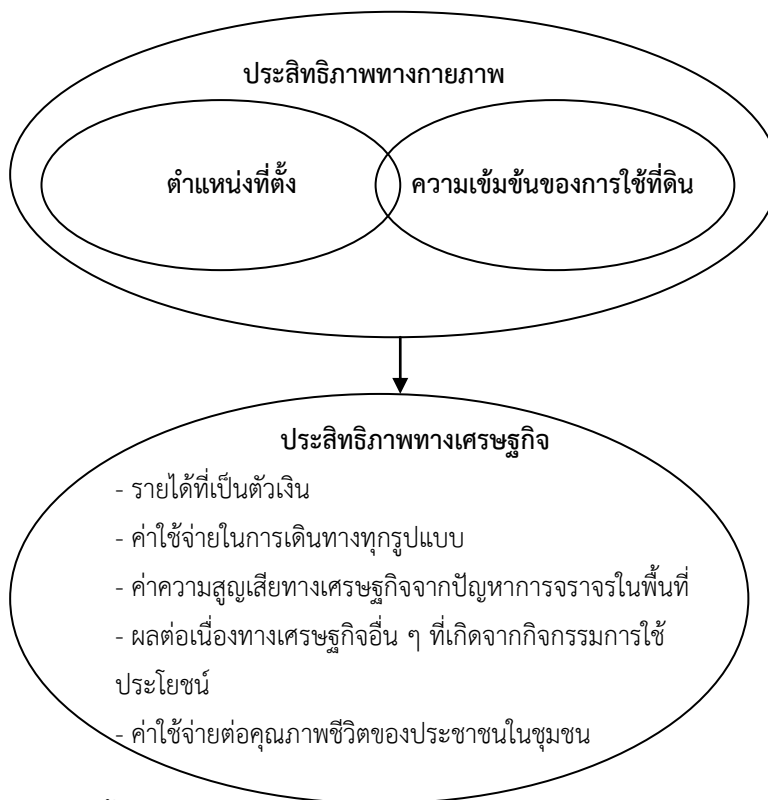 ประสิทธิภาพทางกายภาพ
ตำแหน่งที่ตั้ง
ความเข้มข้นของการใช้ที่ดิน
ประสิทธิภาพทางเศรษฐกิจ
- รายได้ที่เป็นตัวเงิน
- ค่าใช้จ่ายในการเดินทางทุกรูปแบบ
- ค่าความสูญเสียทางเศรษฐกิจจากปัญหาการจราจรในพื้นที่
- ผลต่อเนื่องทางเศรษฐกิจอื่น ๆ ที่เกิดจากกิจกรรมการใช้
ประโยชน์
- ค่าใช้จ่ายต่อคุณภาพชีวิตของประชาชนในชุมชน